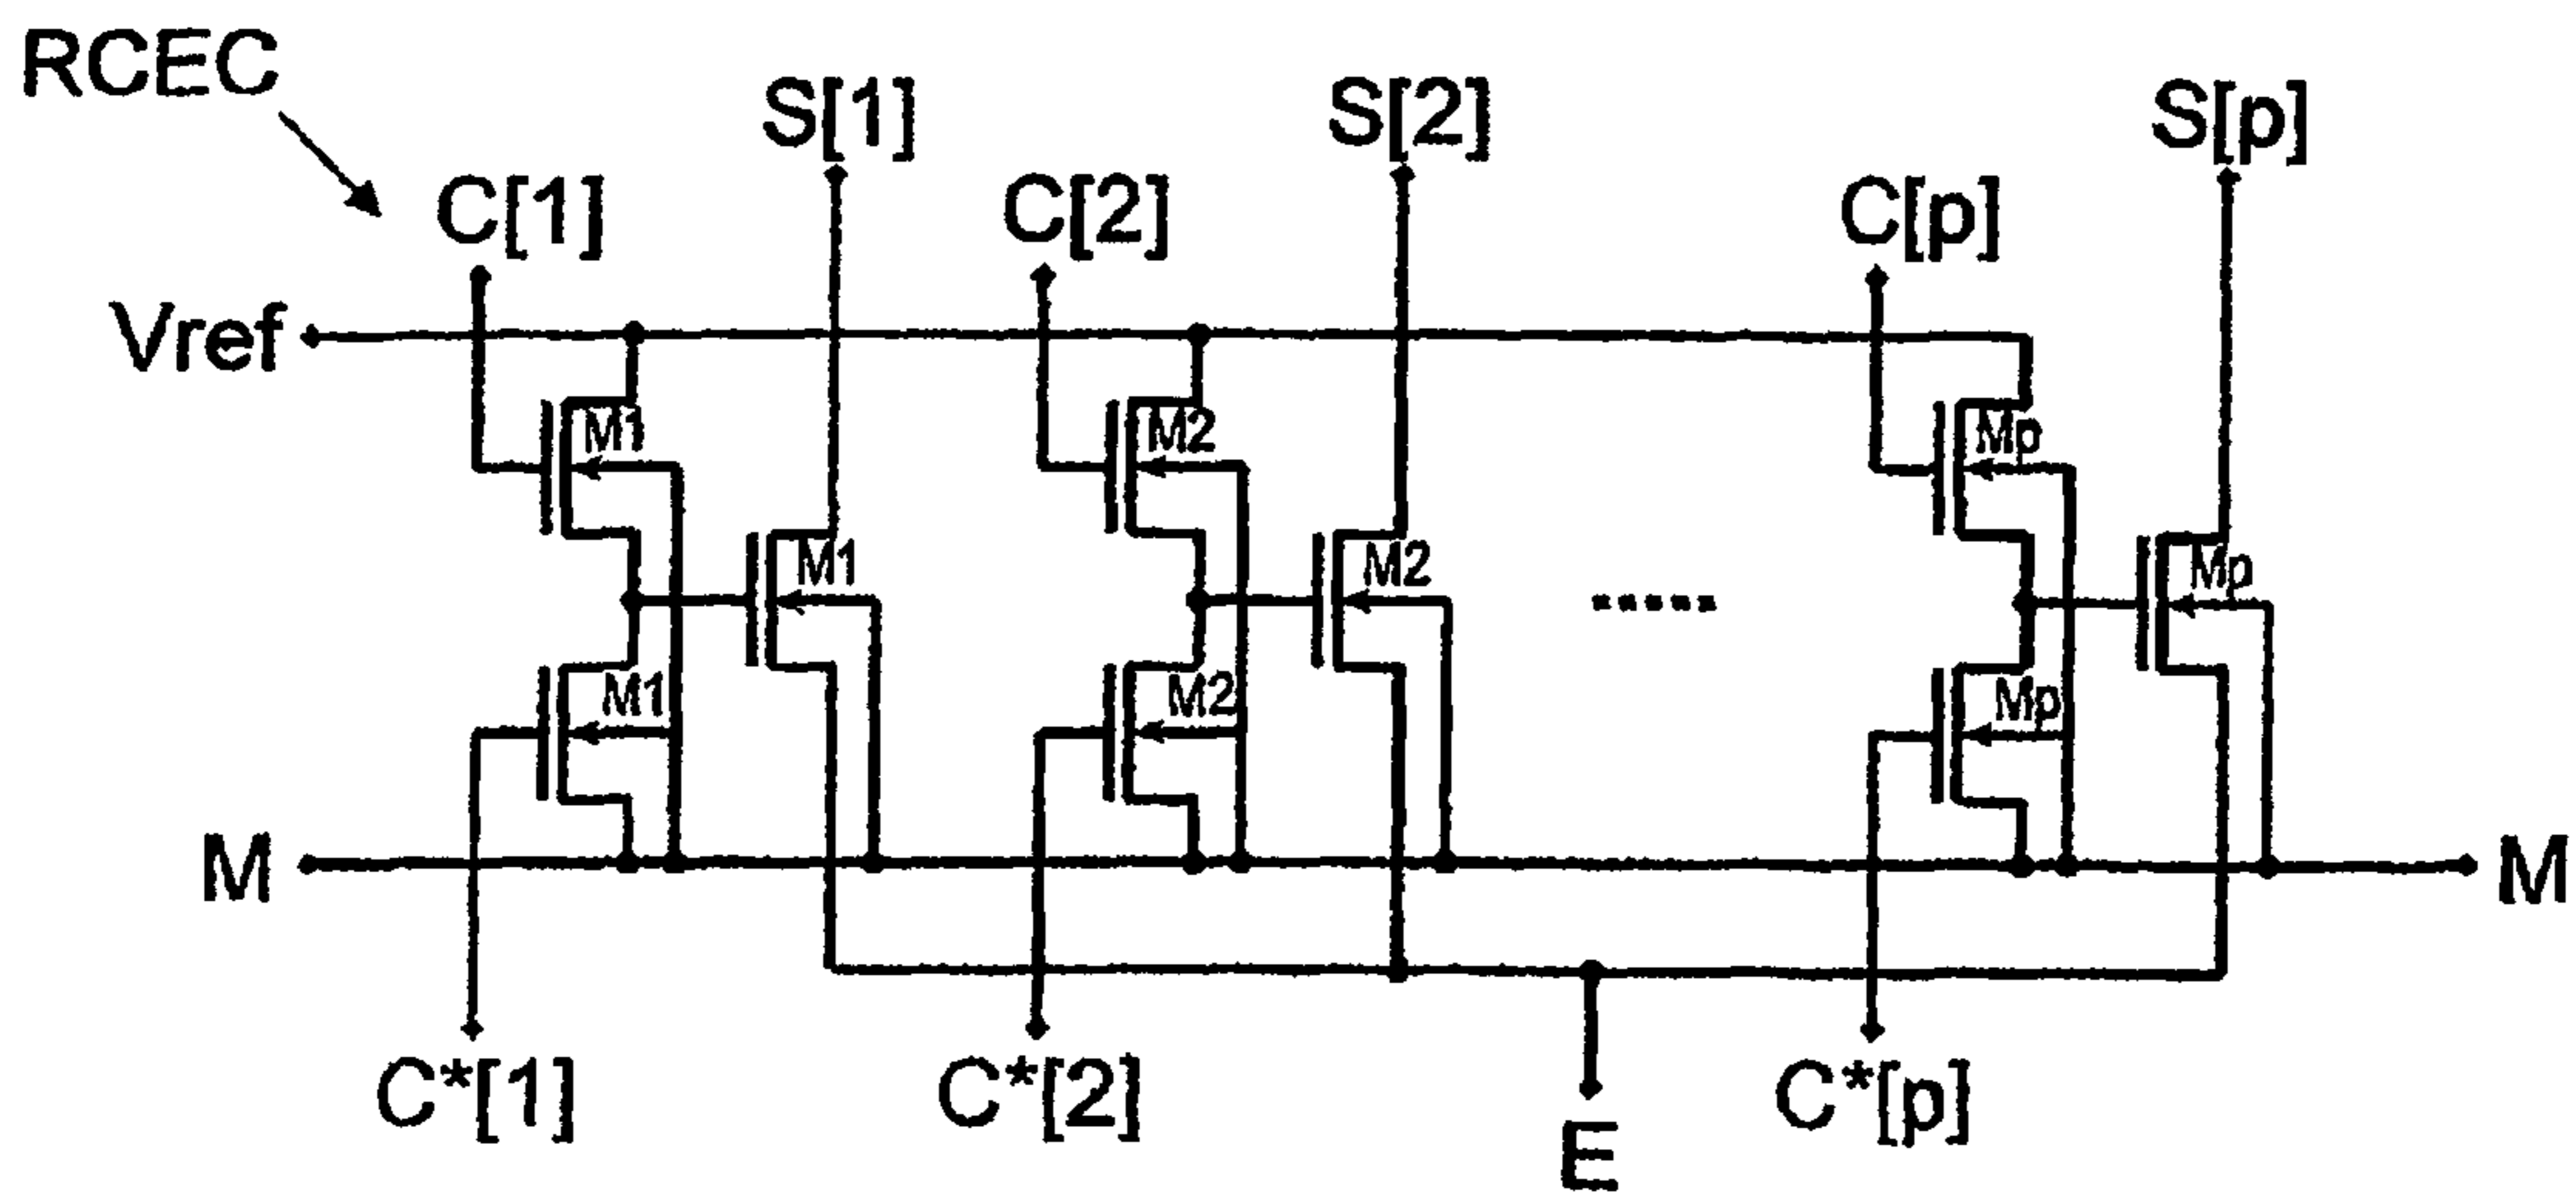 RCEC
S[1] S[2] S[p]
C[1] C[2] C[p]
Vref
M1 M2 Mp
M1 M2 Mp
M1 M2 Mp
M M
C*[1] C*[2] C*[p]
E